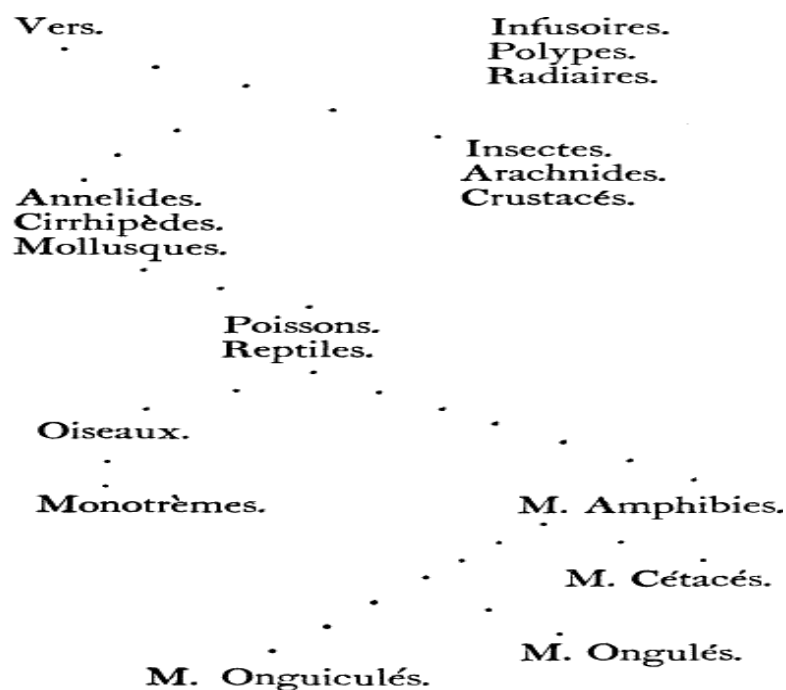 Vers.
Infusoires.
Polypes.
Radiaires.
Insectes.
Arachnides.
Crustacés.
Annelides.
Cirrhipèdes.
Mollusques.
Poissons.
Reptiles.
Oiseaux.
Monotrèmes.
M. Amphibies.
M. Cétacés.
M. Ongulés.
M. Onguiculés.